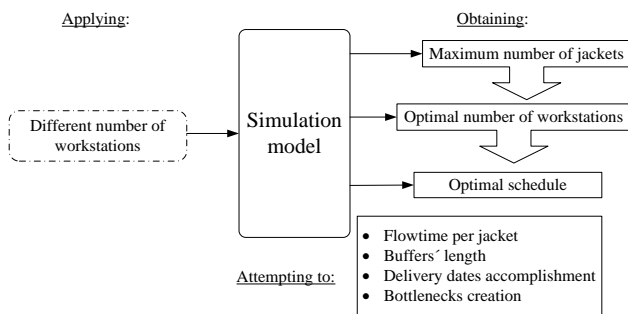 Applying:
Obtaining:
Maximum number of jackets
Different number of
workstations
Simulation
model
Optimal number of workstations
Optimal schedule
Attempting to:
• Flowtime per jacket
• Buffers´ length
• Delivery dates accomplishment
• Bottlenecks creation